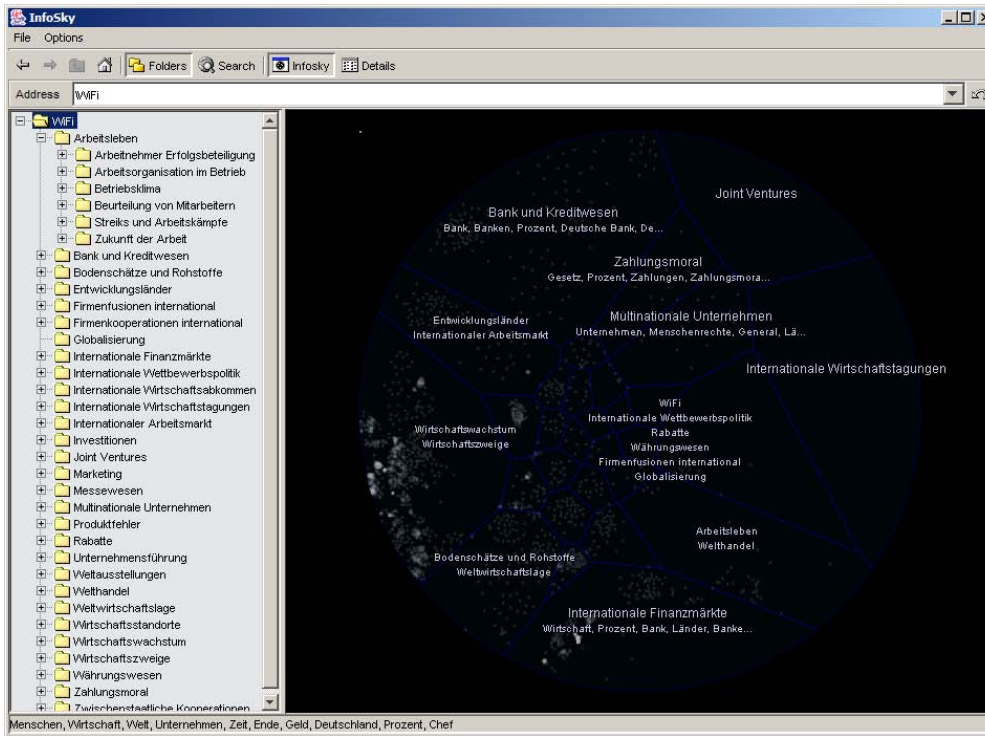 InfoSky
File Options
Folders Search Infosky Details
Address WiFi
WiFi
Arbeitsleben
Arbeitnehmer Erfolgsbeteiligung
Arbeitsorganisation im Betrieb
Betriebsklima
Beurteilung von Mitarbeitern
Streiks und Arbeitskämpfe
Zukunft der Arbeit
Bank und Kreditwesen
Bodenschätze und Rohstoffe
Entwicklungsländer
Firmenfusionen international
Firmenkooperationen international
Globalisierung
Internationale Finanzmärkte
Internationale Wettbewerbspolitik
Internationale Wirtschaftsabkommen
Internationale Wirtschaftstagungen
Internationaler Arbeitsmarkt
Investitionen
Joint Ventures
Marketing
Messewesen
Multinationale Unternehmen
Produktfehler
Rabatte
Unternehmensführung
Weltausstellungen
Welthandel
Weltwirtschaftslage
Wirtschaftsstandorte
Wirtschaftswachstum
Wirtschaftszweige
Währungswesen
Zahlungsmoral
Zwischenstaatliche Kooperationen
Joint Ventures
Bank und Kreditwesen
Bank, Banken, Prozent, Deutsche Bank, De...
Zahlungsmoral
Gesetz, Prozent, Zahlungen, Zahlungsmora...
Multinationale Unternehmen
Unternehmen, Menschenrechte, General, Lä...
Entwicklungsländer
Internationaler Arbeitsmarkt
Internationale Wirtschaftstagungen
WiFi
Internationale Wettbewerbspolitik
Rabatte
Währungswesen
Firmenfusionen international
Globalisierung
Wirtschaftswachstum
Wirtschaftszweige
Arbeitsleben
Welthandel
Bodenschätze und Rohstoffe
Weltwirtschaftslage
Internationale Finanzmärkte
Wirtschaft, Prozent, Bank, Länder, Banke...
Menschen, Wirtschaft, Welt, Unternehmen, Zeit, Ende, Geld, Deutschland, Prozent, Chef